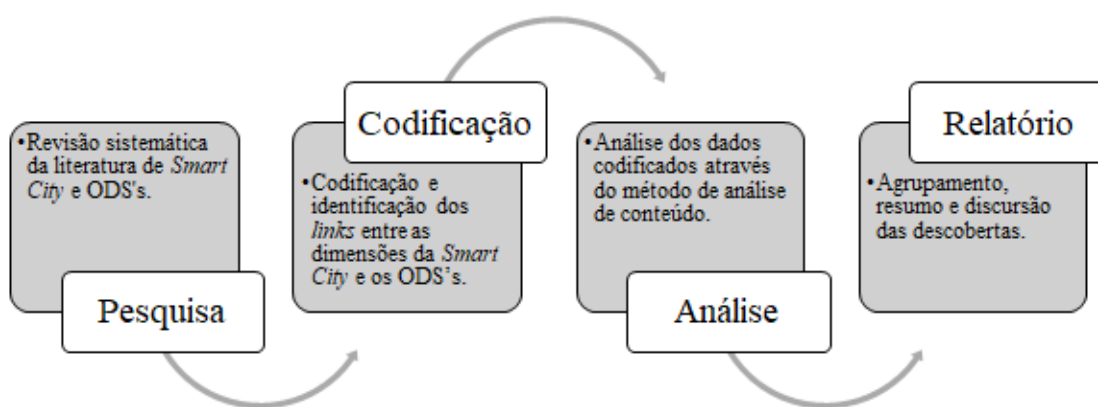 •Revisão sistemática
da literatura de Smart
City e ODS's.
Pesquisa
Codificação
•Codificação e
identificação dos
links entre as
dimensões da Smart
City e os ODS's.
•Análise dos dados
codificados através
do método de análise
de conteúdo.
Análise
Relatório
•Agrupamento,
resumo e discursão
das descobertas.